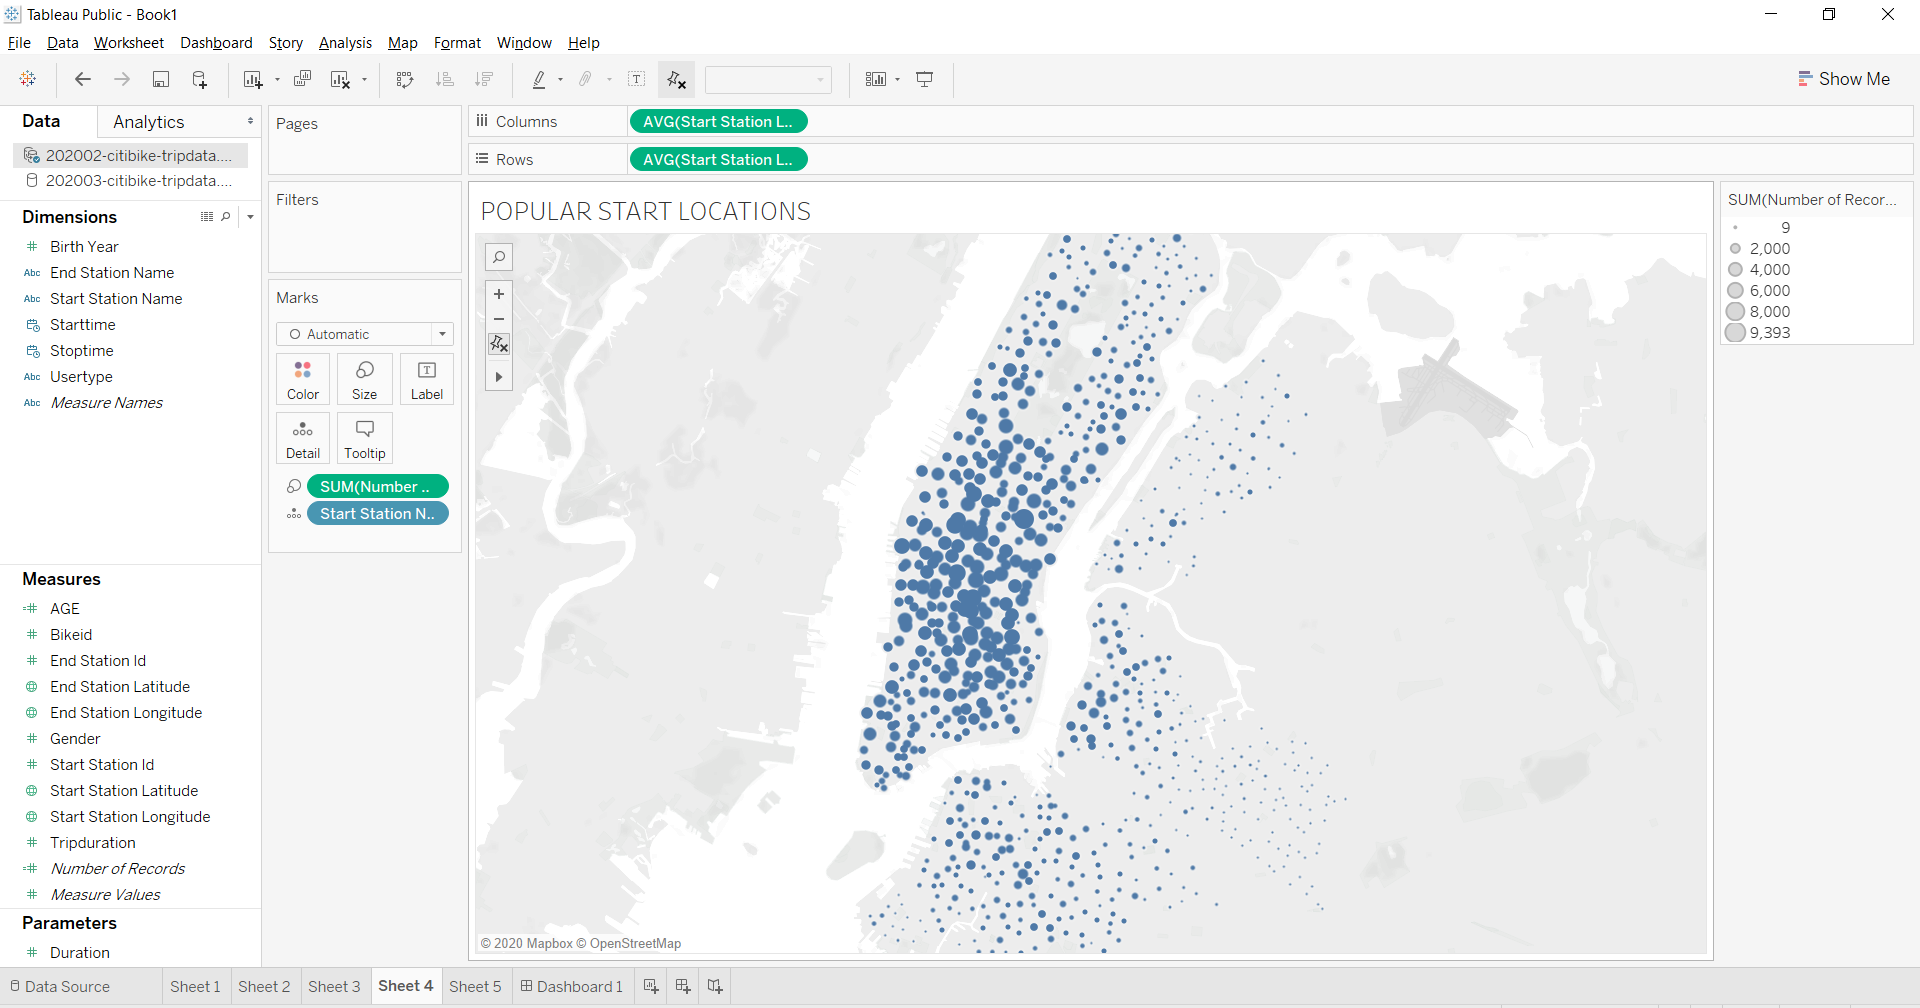 Tableau Public - Book1
File Data Worksheet Dashboard Story Analysis Map Format Window Help
Show Me
Data Analytics
202002-citibike-tripdata....
202003-citibike-tripdata....
Dimensions
Birth Year
Abc End Station Name
Abc Start Station Name
Starttime
Stoptime
Abc Usertype
Abc Measure Names
Measures
AGE
Bikeid
End Station Id
End Station Latitude
End Station Longitude
Gender
Start Station Id
Start Station Latitude
Start Station Longitude
Tripduration
Number of Records
Measure Values
Parameters
Duration
Pages
Filters
Marks
Automatic
Color Size Label
Detail Tooltip
SUM(Number ..
Start Station N..
Columns AVG(Start Station L..
Rows AVG(Start Station L..
POPULAR START LOCATIONS
© 2020 Mapbox © OpenStreetMap
SUM(Number of Recor...
9
2,000
4,000
6,000
8,000
9,393
Data Source Sheet 1 Sheet 2 Sheet 3 Sheet 4 Sheet 5 Dashboard 1